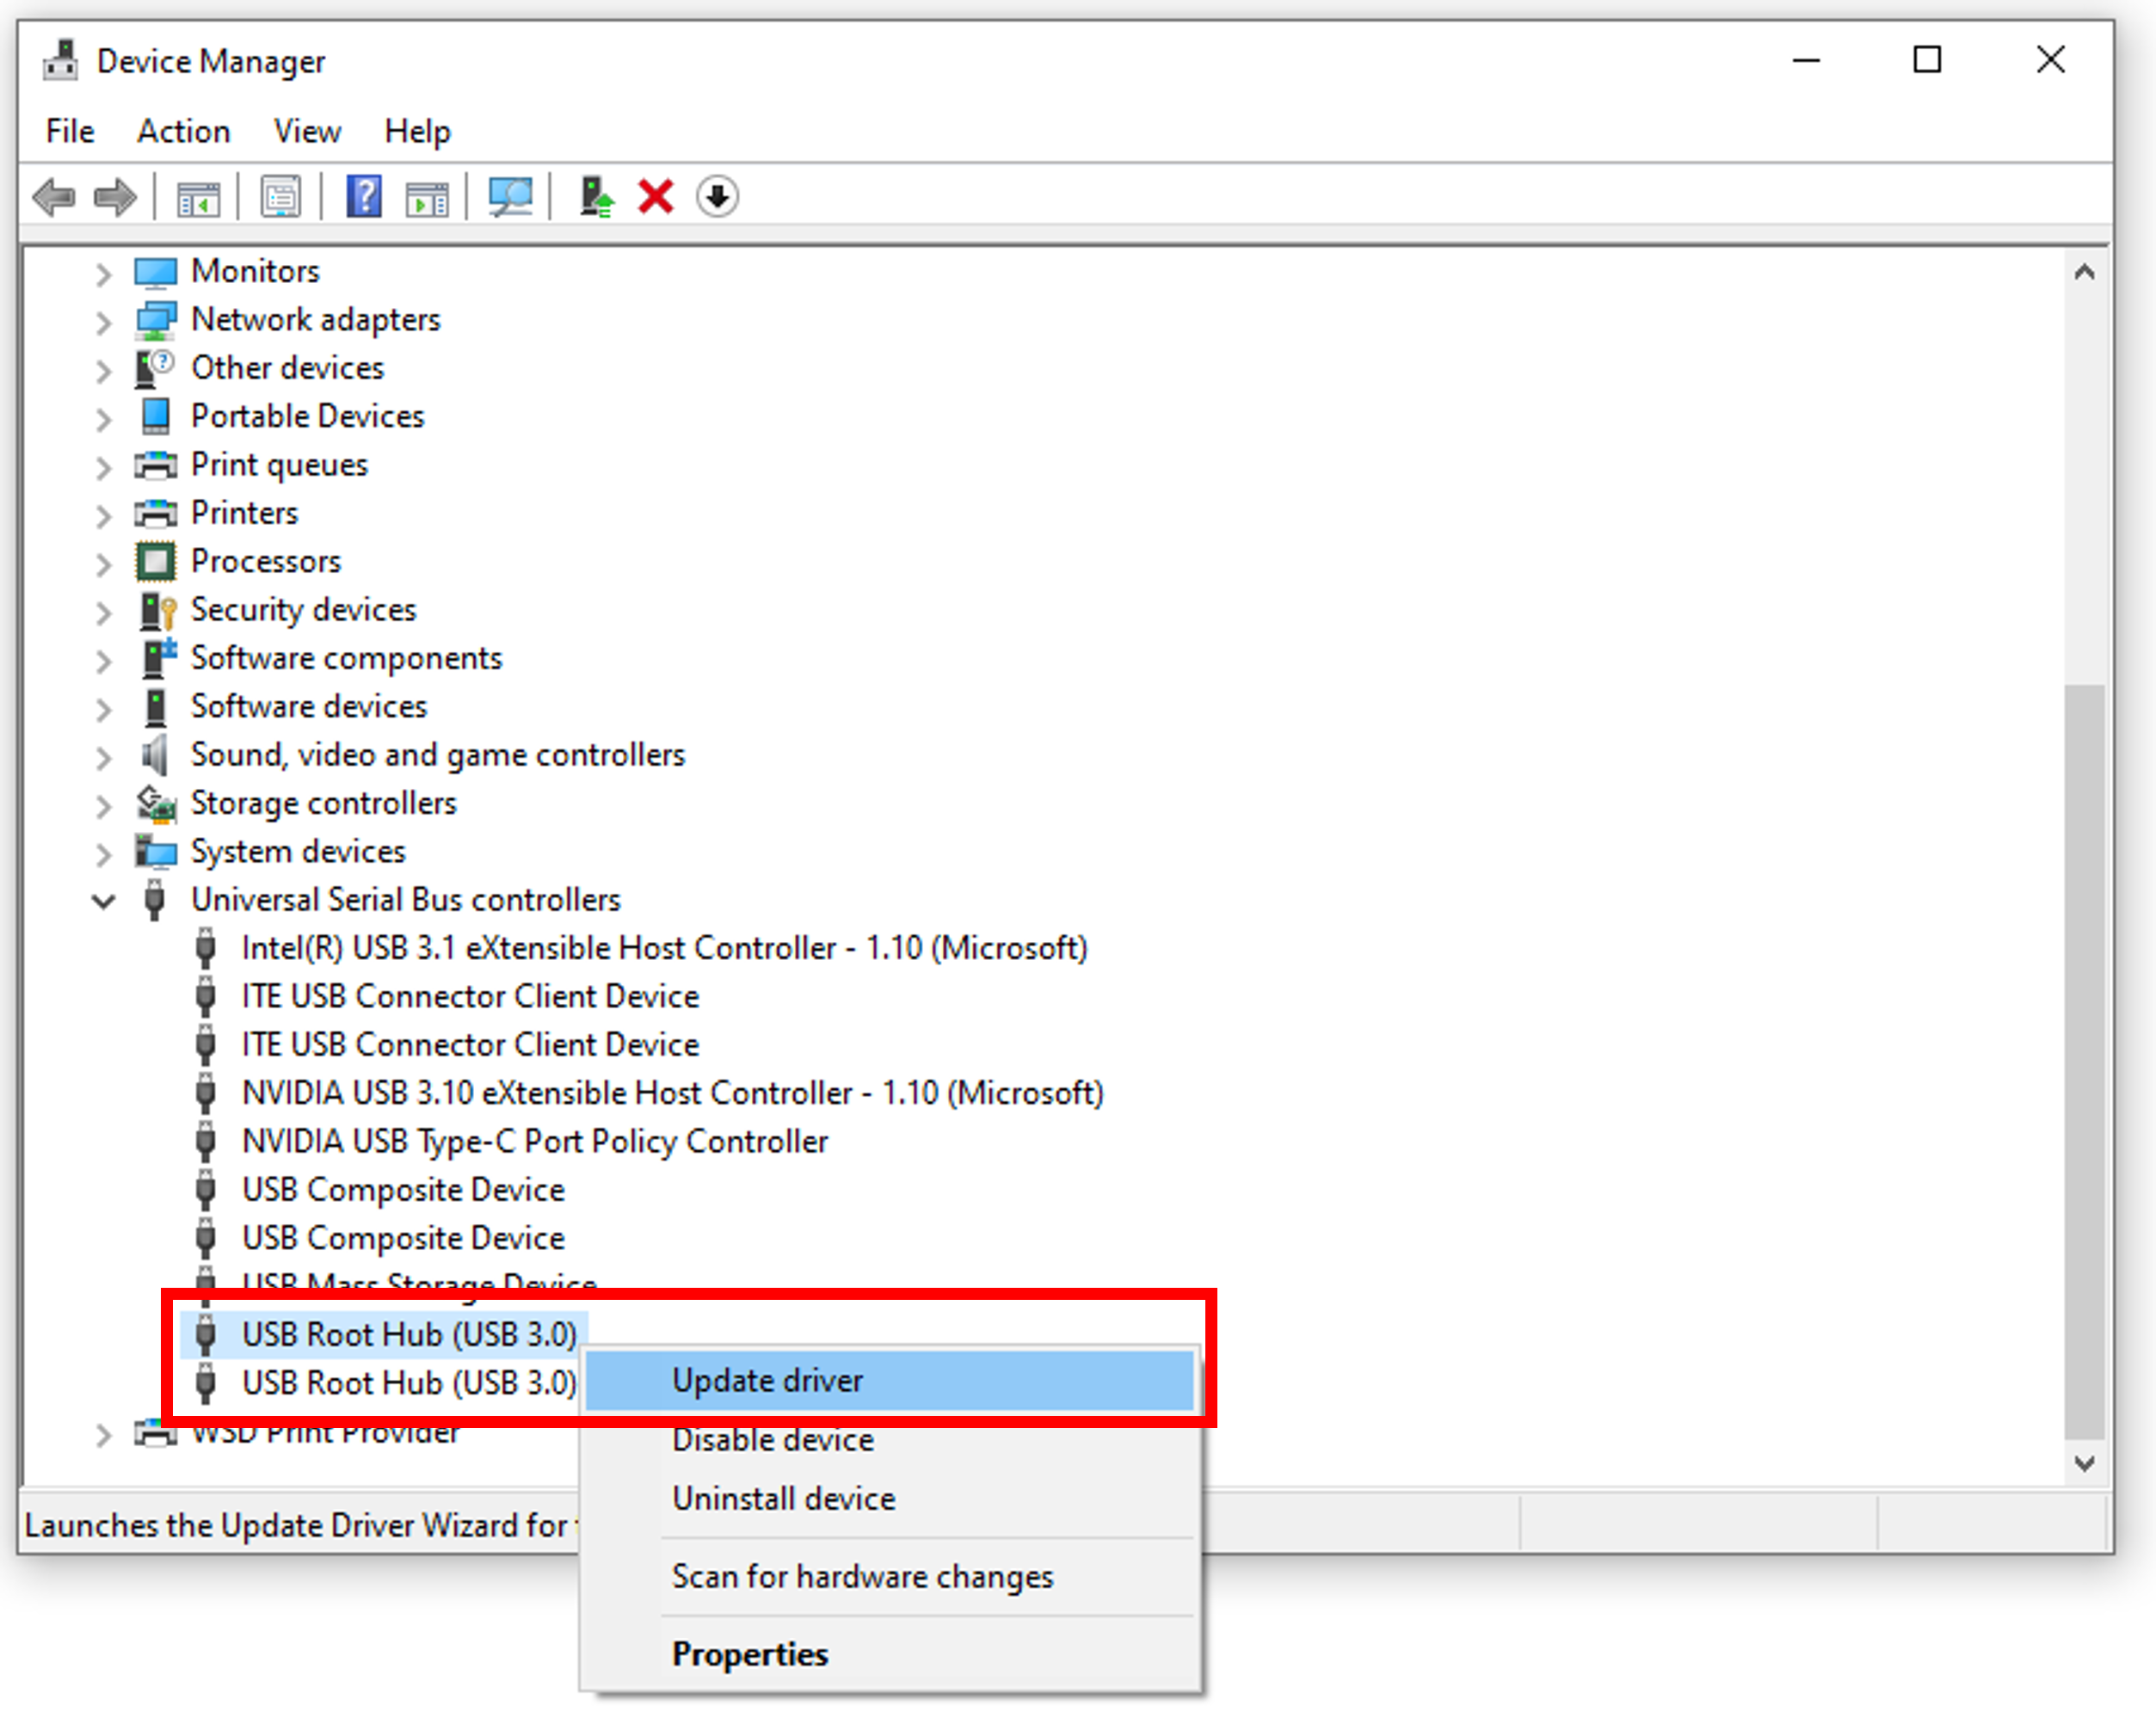 Device Manager
File Action View Help
Monitors
Network adapters
Other devices
Portable Devices
Print queues
Printers
Processors
Security devices
Software components
Software devices
Sound, video and game controllers
Storage controllers
System devices
Universal Serial Bus controllers
Intel(R) USB 3.1 eXtensible Host Controller - 1.10 (Microsoft)
ITE USB Connector Client Device
ITE USB Connector Client Device
NVIDIA USB 3.10 eXtensible Host Controller - 1.10 (Microsoft)
NVIDIA USB Type-C Port Policy Controller
USB Composite Device
USB Composite Device
USB Mass Storage Device
USB Root Hub (USB 3.0)
USB Root Hub (USB 3.0)
WSD Print Provider
Update driver
Disable device
Uninstall device
Scan for hardware changes
Properties
Launches the Update Driver Wizard for